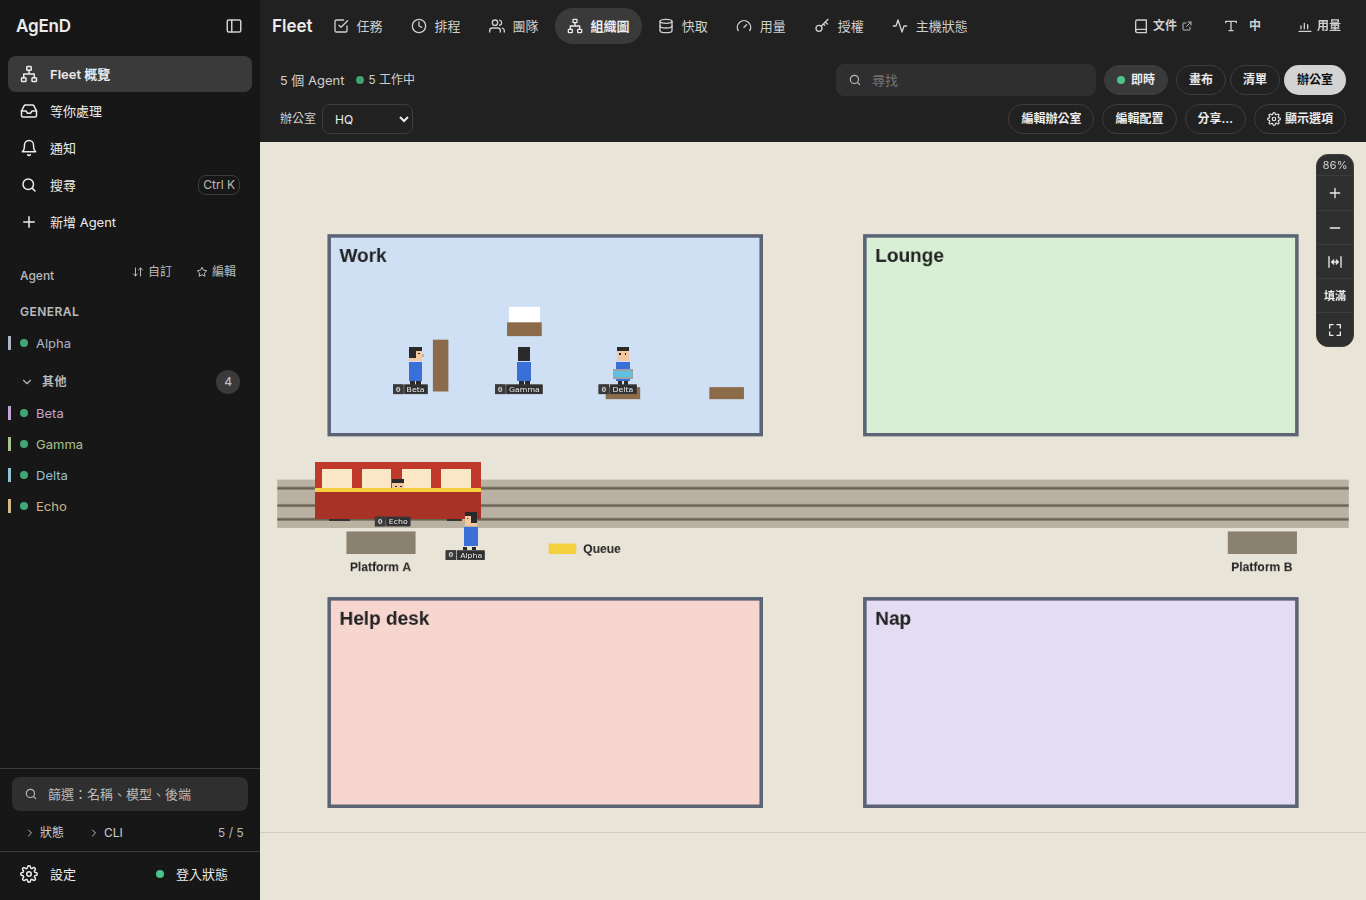 AgEnD
Fleet 概覽
等你處理
通知
搜尋 Ctrl K
新增 Agent
Agent 自訂 編輯
GENERAL
Alpha
其他 4
Beta
Gamma
Delta
Echo
篩選：名稱、模型、後端
狀態 CLI 5 / 5
設定 登入狀態
Fleet 任務 排程 團隊 組織圖 快取 用量 授權 主機狀態 文件 中 用量
5 個 Agent 5 工作中 尋找 即時 畫布 清單 辦公室
辦公室 HQ 編輯辦公室 編輯配置 分享... 顯示選項
86%
填滿
Work
Lounge
0 Beta
0 Gamma
0 Delta
0 Echo
0 Alpha
Queue
Platform A
Platform B
Help desk
Nap